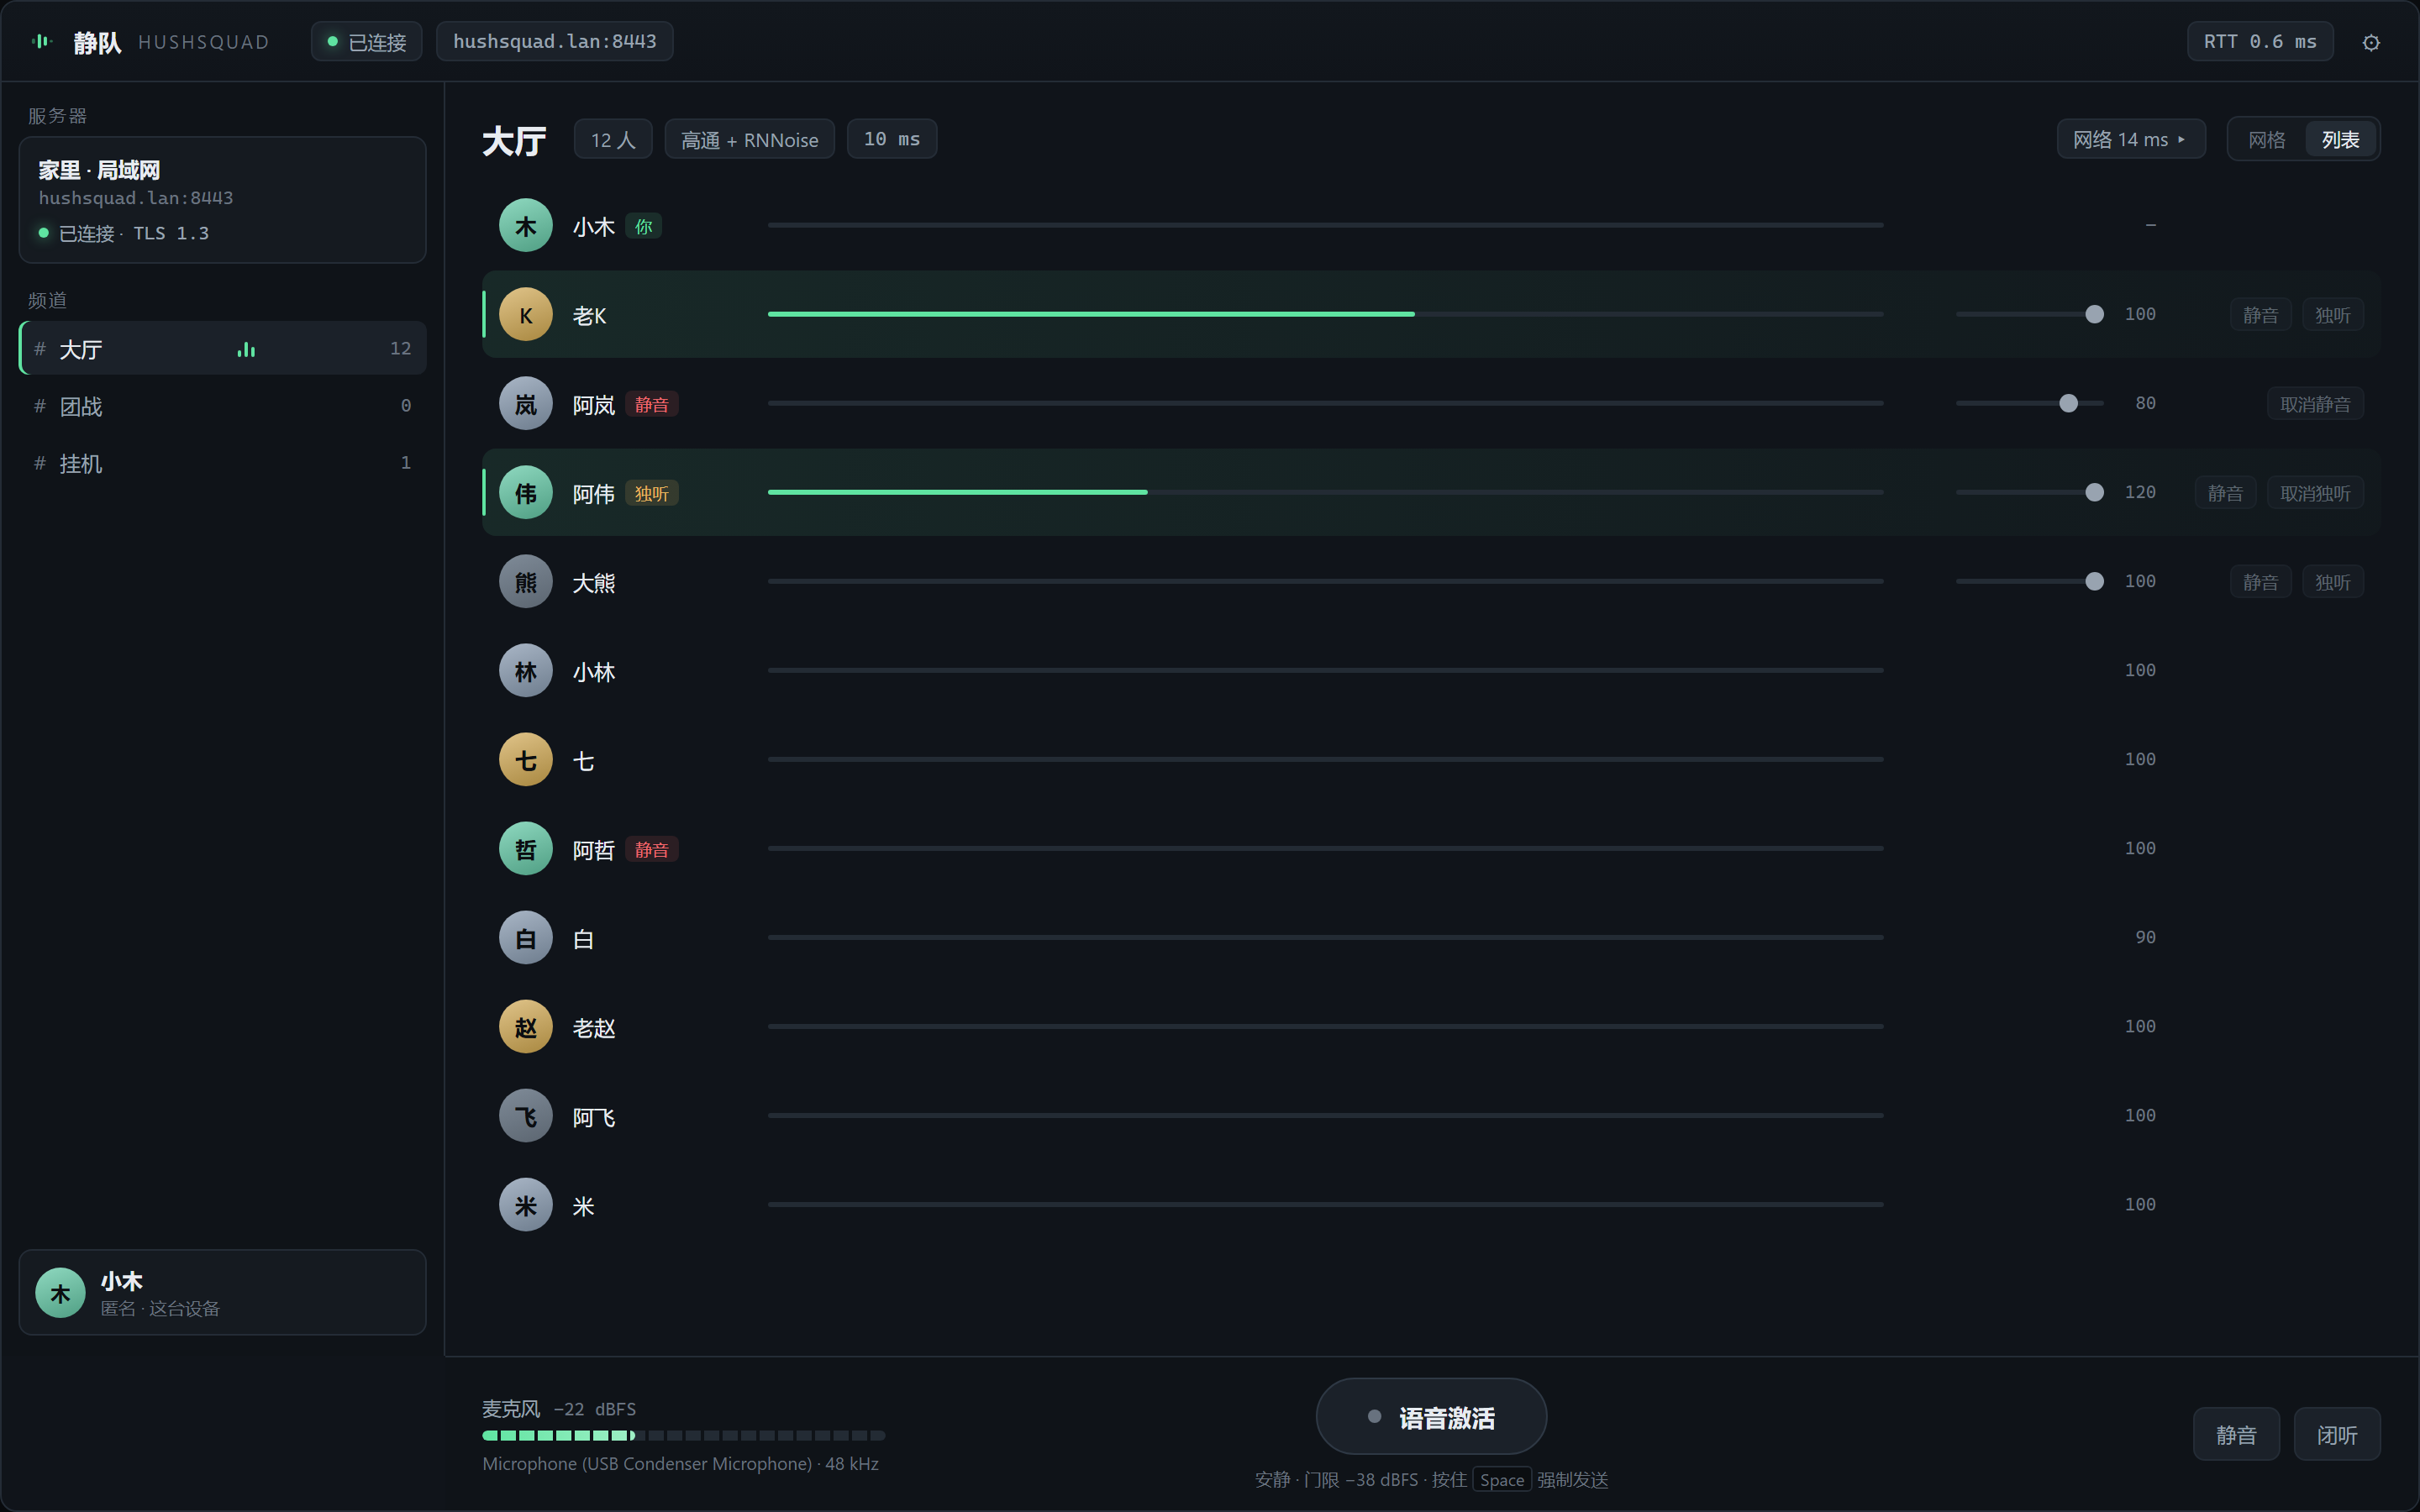 静队 HUSHSQUAD 已连接 hushsquad.lan:8443 RTT 0.6 ms
服务器
家里 · 局域网
hushsquad.lan:8443
已连接 · TLS 1.3
频道
# 大厅 12
# 团战 0
# 挂机 1
木 小木
匿名 · 这台设备
大厅 12 人 高通 + RNNoise 10 ms 网络 14 ms ▸ 网格 列表
木 小木 你 —
K 老K 100 静音 独听
岚 阿岚 静音 80 取消静音
伟 阿伟 独听 120 静音 取消独听
熊 大熊 100 静音 独听
林 小林 100
七 七 100
哲 阿哲 静音 100
白 白 90
赵 老赵 100
飞 阿飞 100
米 米 100
麦克风 −22 dBFS
Microphone (USB Condenser Microphone) · 48 kHz
语音激活
安静 · 门限 −38 dBFS · 按住 Space 强制发送
静音 闭听